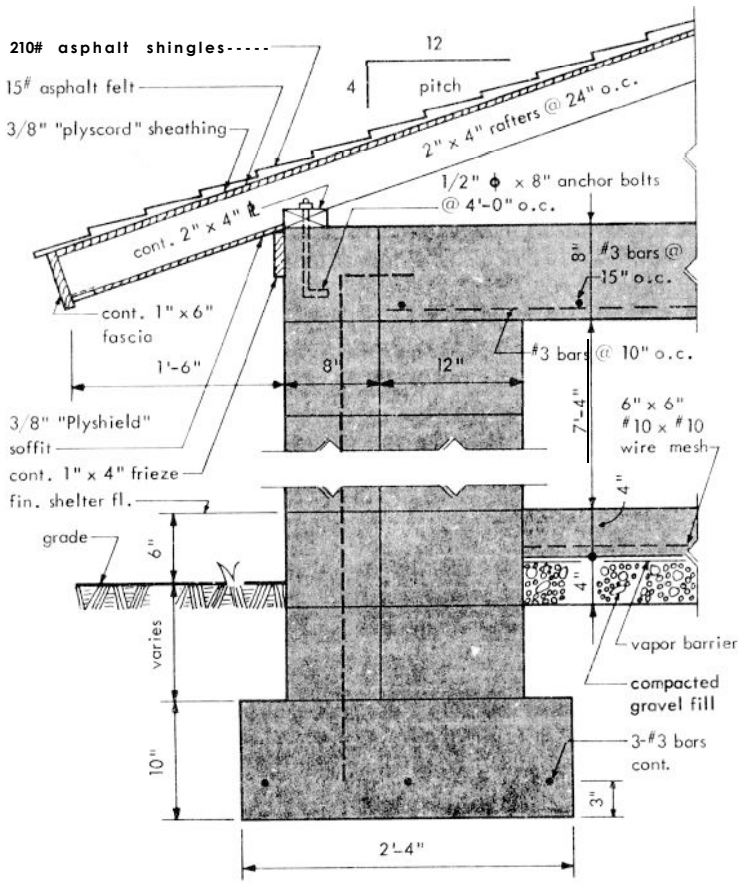 210# asphalt shingles-----
15# asphalt felt
3/8" "plyscord" sheathing
12
4
pitch
2" x 4" rafters @ 24" o.c.
1/2" ϕ x 8" anchor bolts
@ 4'-0" o.c.
cont. 2" x 4" ℄
8"
#3 bars @
15" o.c.
cont. 1" x 6"
fascia
#3 bars @ 10" o.c.
1'-6"
8"
12"
7'-4"
3/8" "Plyshield"
soffit
6" x 6"
#10 x #10
wire mesh
cont. 1" x 4" frieze
fin. shelter fl.
4"
grade
6"
4"
varies
vapor barrier
compacted
gravel fill
10"
3-#3 bars
cont.
3"
2'-4"